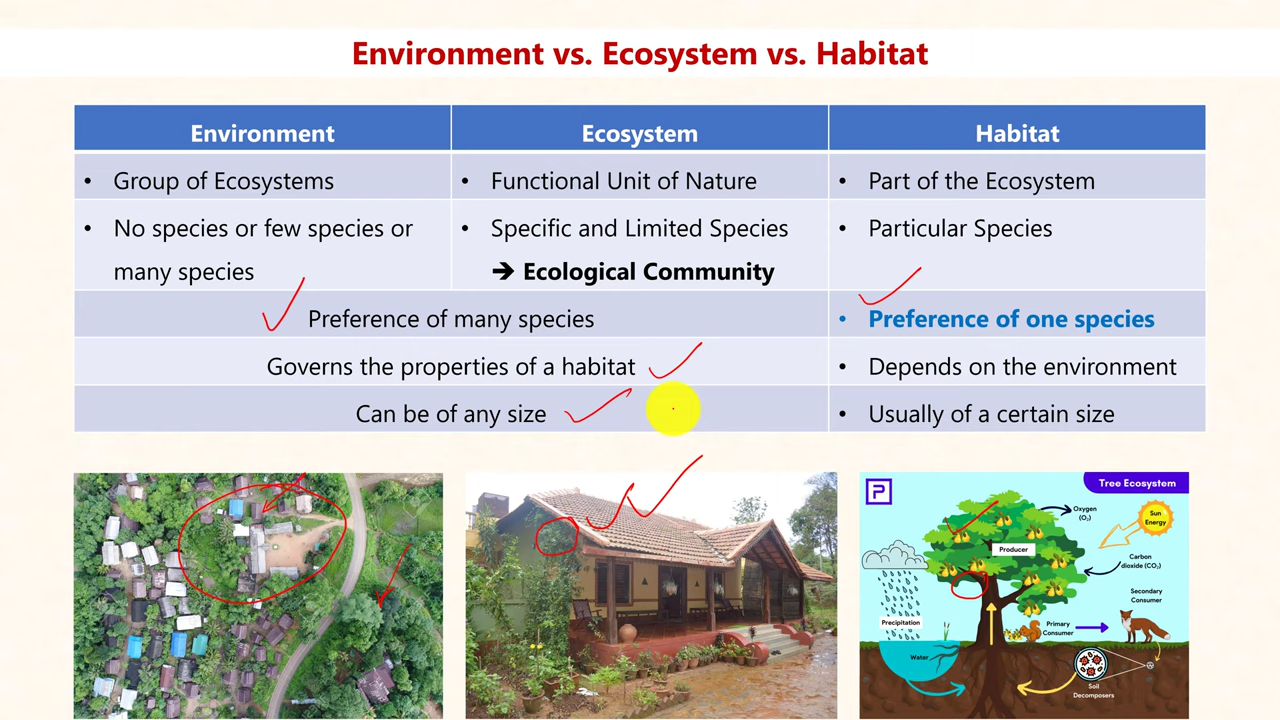 Environment vs. Ecosystem vs. Habitat
Environment
Ecosystem
Habitat
• Group of Ecosystems
• Functional Unit of Nature
• Part of the Ecosystem
• No species or few species or
many species
• Specific and Limited Species
➔ Ecological Community
• Particular Species
Preference of many species
• Preference of one species
Governs the properties of a habitat
• Depends on the environment
Can be of any size
• Usually of a certain size
P
Tree Ecosystem
Oxygen
(O₂)
Sun
Energy
Producer
Carbon
dioxide (CO₂)
Secondary
Consumer
Precipitation
Primary
Consumer
Water
Soil
Decomposers